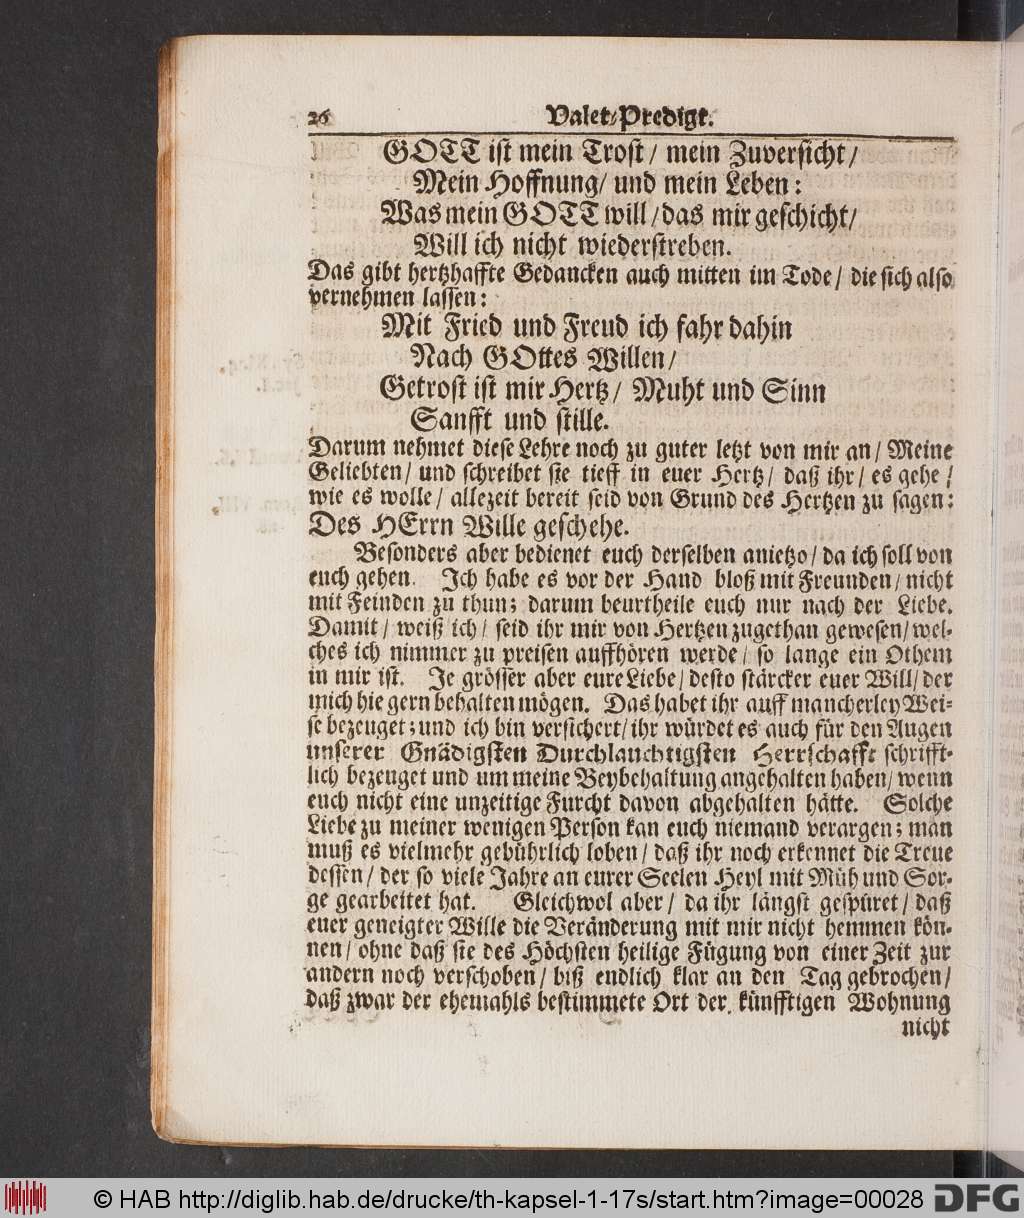 26 Valet-Predigt.
GOTT ist mein Trost / mein Zuversicht /
Mein Hoffnung / und mein Leben:
Was mein GOTT will / das mir geschicht /
Will ich nicht wiederstreben.
Das gibt hertzhaffte Gedancken auch mitten im Tode / die sich also
vernehmen lassen:
Mit Fried und Freud ich fahr dahin
Nach GOttes Willen /
Getrost ist mir Hertz / Muht und Sinn
Sanfft und stille.
Darum nehmet diese Lehre noch zu guter letzt von mir an / Meine
Geliebten / und schreibet sie tieff in euer Hertz / daß ihr / es gehe /
wie es wolle / allezeit bereit seid von Grund des Hertzen zu sagen:
Des HErrn Wille geschehe.
Besonders aber bedienet euch derselben anietzo / da ich soll von
euch gehen. Ich habe es vor der Hand bloß mit Freunden / nicht
mit Feinden zu thun; darum beurtheile euch nur nach der Liebe.
Damit / weiß ich / seid ihr mir von Hertzen zugethan gewesen / wel-
ches ich nimmer zu preisen auffhören werde / so lange ein Othem
in mir ist. Je grösser aber eure Liebe / desto stärcker euer Will / der
mich hie gern behalten mögen. Das habet ihr auff mancherley Wei-
se bezeuget; und ich bin versichert / ihr würdet es auch für den Augen
unserer Gnädigsten Durchlauchtigsten Herrschafft schrifft-
lich bezeuget und um meine Beybehaltung angehalten haben / wenn
euch nicht eine unzeitige Furcht davon abgehalten hätte. Solche
Liebe zu meiner wenigen Person kan euch niemand verargen; man
muß es vielmehr gebührlich loben / daß ihr noch erkennet die Treue
dessen / der so viele Jahre an eurer Seelen Heyl mit Müh und Sor-
ge gearbeitet hat. Gleichwol aber / da ihr längst gespüret / daß
euer geneigter Wille die Veränderung mit mir nicht hemmen kön-
nen / ohne daß sie des Höchsten heilige Fügung von einer Zeit zur
andern noch verschoben / biß endlich klar an den Tag gebrochen /
daß zwar der ehemahls bestimmete Ort der künfftigen Wohnung
nicht
© HAB http://diglib.hab.de/drucke/th-kapsel-1-17s/start.htm?image=00028 DFG